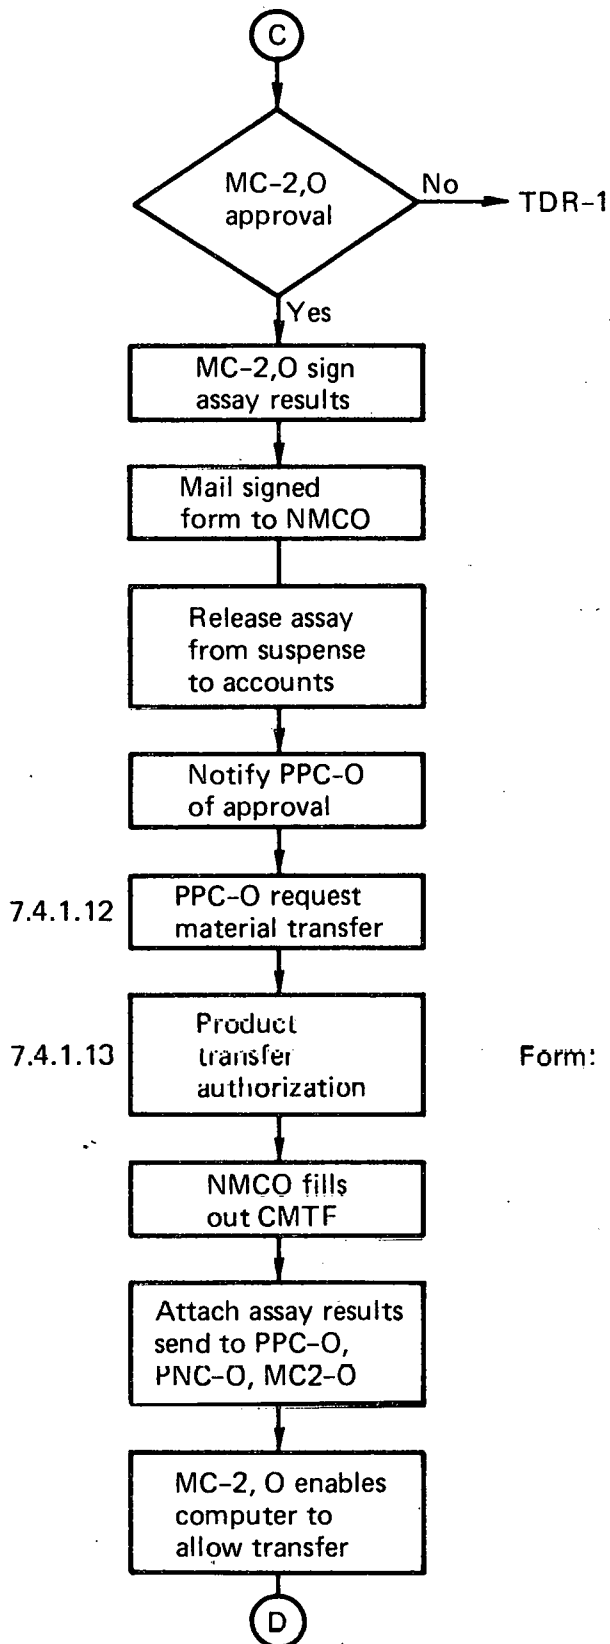 C
MC-2,O
approval
No
TDR-1
Yes
MC-2,O sign
assay results
Mail signed
form to NMCO
Release assay
from suspense
to accounts
Notify PPC-O
of approval
7.4.1.12
PPC-O request
material transfer
7.4.1.13
Product
transfer
authorization
Form:
NMCO fills
out CMTF
Attach assay results
send to PPC-O,
PNC-O, MC2-O
MC-2, O enables
computer to
allow transfer
D